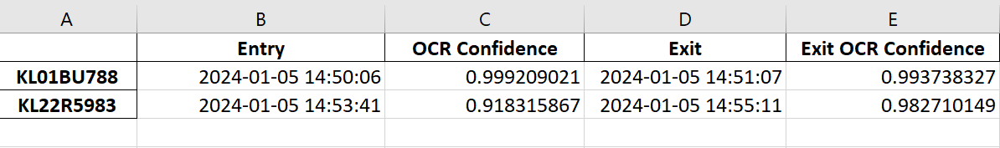 A B C D E
Entry OCR Confidence Exit Exit OCR Confidence
KL01BU788 2024-01-05 14:50:06 0.999209021 2024-01-05 14:51:07 0.993738327
KL22R5983 2024-01-05 14:53:41 0.918315867 2024-01-05 14:55:11 0.982710149